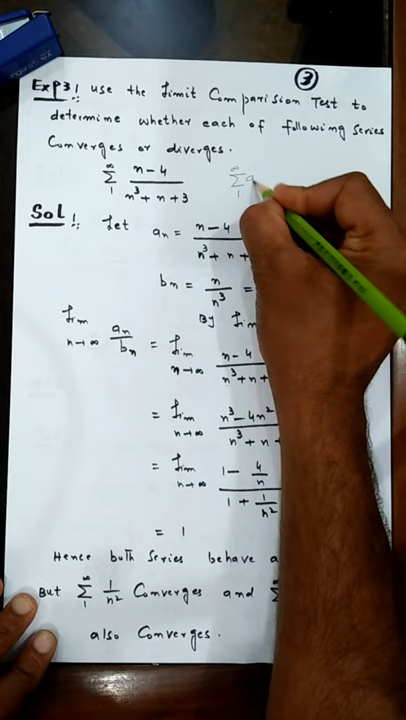 3
Exp3! use the Limit Comparision Test to
determine whether each of following Series
Converges or diverges.
∞ ∑ 1 n-4 / n³+n+3 ∞ ∑ 1 a
Sol! Let aₙ = n-4 / n³+n+
bₙ = n/n³ =
By Lim
Lim n→∞ aₙ/bₙ = Lim n→∞ n-4 / n³+n+
= Lim n→∞ n³-4n² / n³+n+
= Lim n→∞ 1 - 4/n / 1 + 1/n²
= 1
Hence both Series behave a
But ∞ ∑ 1 1/n² Converges and ∑
also Converges.